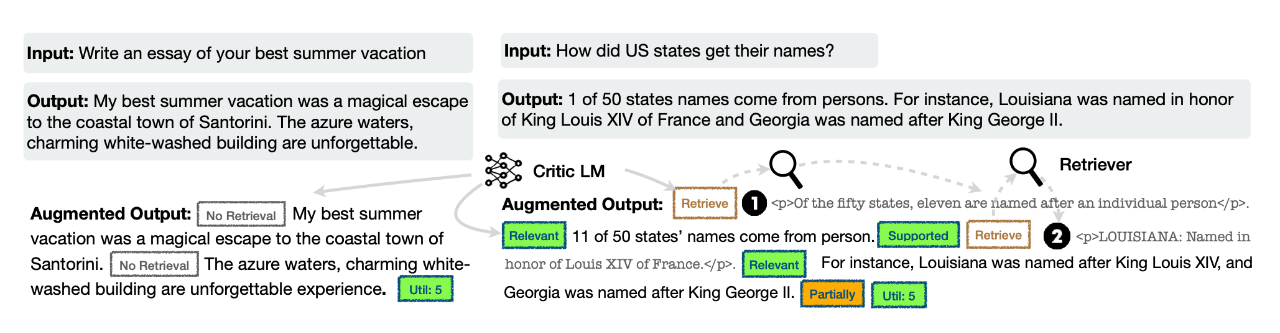 Input: Write an essay of your best summer vacation
Output: My best summer vacation was a magical escape
to the coastal town of Santorini. The azure waters,
charming white-washed building are unforgettable.
Augmented Output: No Retrieval My best summer
vacation was a magical escape to the coastal town of
Santorini. No Retrieval The azure waters, charming white-
washed building are unforgettable experience. Util: 5
Input: How did US states get their names?
Output: 1 of 50 states names come from persons. For instance, Louisiana was named in honor
of King Louis XIV of France and Georgia was named after King George II.
Critic LM
Retriever
Augmented Output: Retrieve 1 <p>Of the fifty states, eleven are named after an individual person</p>.
Relevant 11 of 50 states' names come from person. Supported Retrieve 2 <p>LOUISIANA: Named in
honor of Louis XIV of France.</p>. Relevant For instance, Louisiana was named after King Louis XIV, and
Georgia was named after King George II. Partially Util: 5